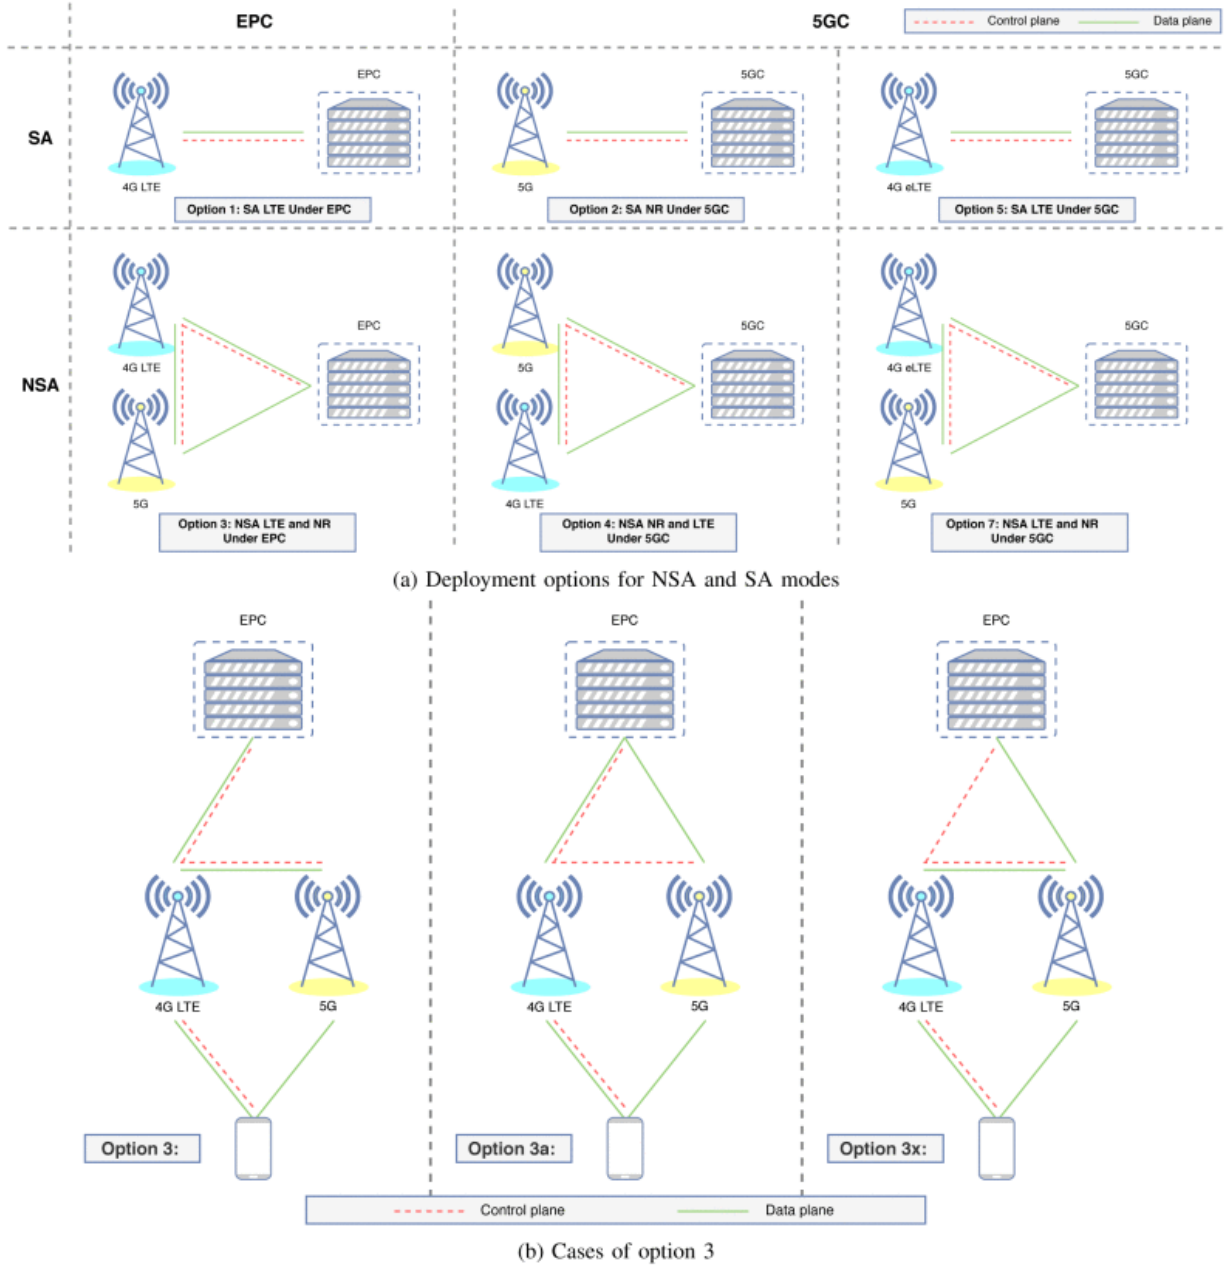 EPC
5GC
Control plane
Data plane
SA
EPC
5GC
5GC
4G LTE
5G
4G eLTE
Option 1: SA LTE Under EPC
Option 2: SA NR Under 5GC
Option 5: SA LTE Under 5GC
NSA
EPC
5GC
5GC
4G LTE
5G
4G eLTE
5G
4G LTE
5G
Option 3: NSA LTE and NR
Under EPC
Option 4: NSA NR and LTE
Under 5GC
Option 7: NSA LTE and NR
Under 5GC
(a) Deployment options for NSA and SA modes
EPC
EPC
EPC
4G LTE
5G
4G LTE
5G
4G LTE
5G
Option 3:
Option 3a:
Option 3x:
Control plane
Data plane
(b) Cases of option 3